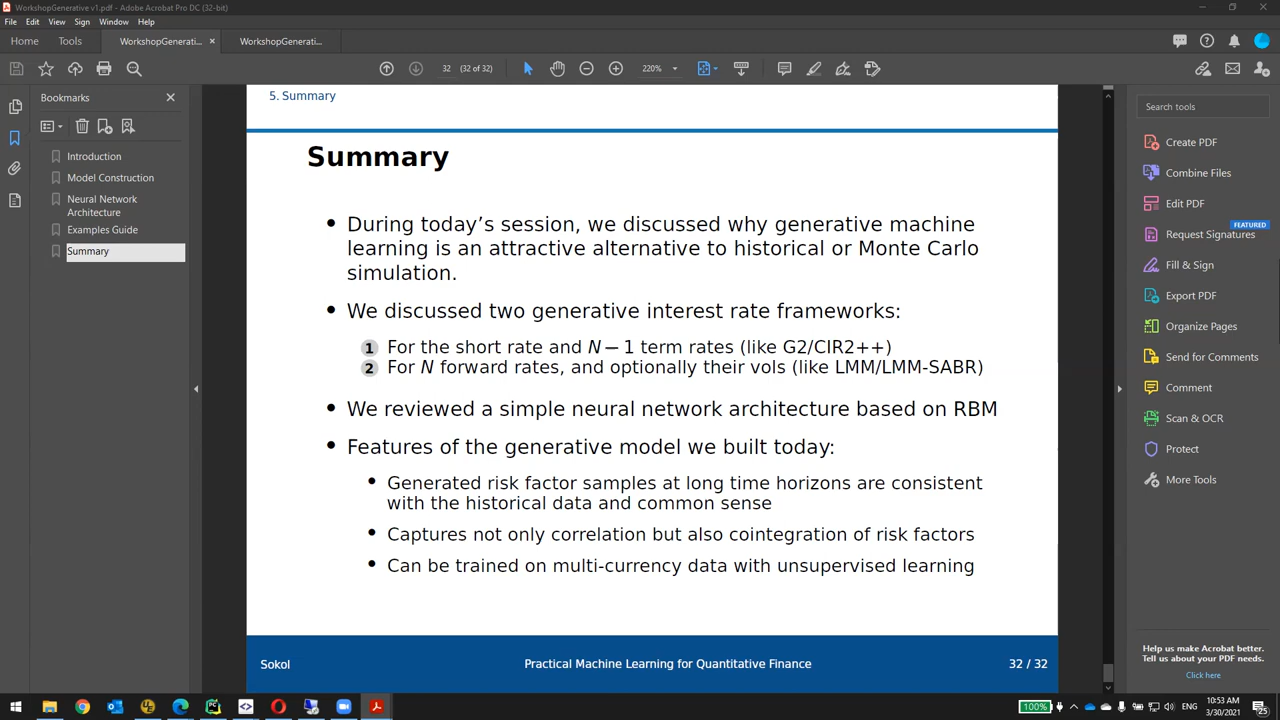 WorkshopGenerative v1.pdf - Adobe Acrobat Pro DC (32-bit)
File Edit View Sign Window Help
Home Tools WorkshopGenerati... × WorkshopGenerati...
32 (32 of 32) 220%
Bookmarks
Introduction
Model Construction
Neural Network
Architecture
Examples Guide
Summary
5. Summary
Summary
• During today's session, we discussed why generative machine
learning is an attractive alternative to historical or Monte Carlo
simulation.
• We discussed two generative interest rate frameworks:
1 For the short rate and N − 1 term rates (like G2/CIR2++)
2 For N forward rates, and optionally their vols (like LMM/LMM-SABR)
• We reviewed a simple neural network architecture based on RBM
• Features of the generative model we built today:
• Generated risk factor samples at long time horizons are consistent
with the historical data and common sense
• Captures not only correlation but also cointegration of risk factors
• Can be trained on multi-currency data with unsupervised learning
Sokol Practical Machine Learning for Quantitative Finance 32 / 32
Search tools
Create PDF
Combine Files
Edit PDF
FEATURED
Request Signatures
Fill & Sign
Export PDF
Organize Pages
Send for Comments
Comment
Scan & OCR
Protect
More Tools
Help us make Acrobat better.
Tell us about your PDF needs.
Click here
100% ENG 10:53 AM
3/30/2021 25